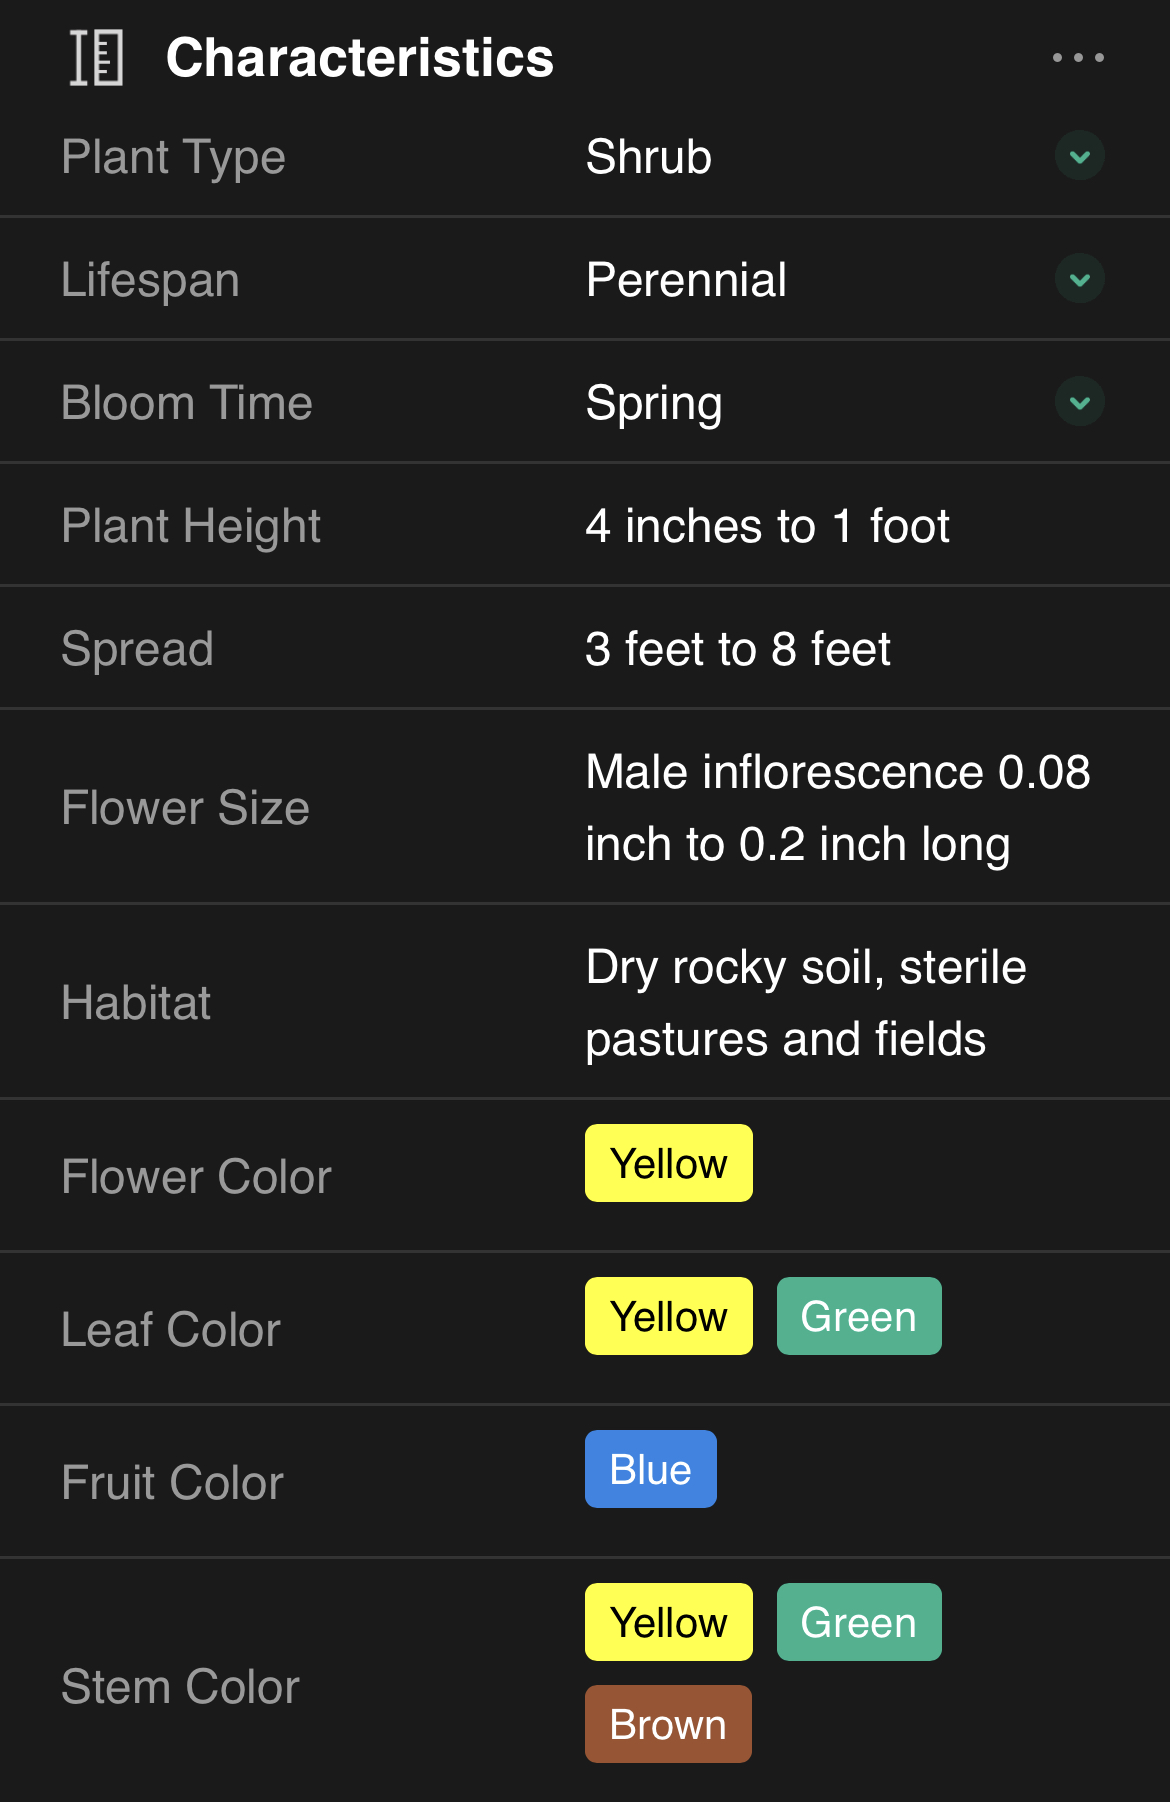 Characteristics
Plant Type
Shrub
Lifespan
Perennial
Bloom Time
Spring
Plant Height
4 inches to 1 foot
Spread
3 feet to 8 feet
Flower Size
Male inflorescence 0.08
inch to 0.2 inch long
Habitat
Dry rocky soil, sterile
pastures and fields
Flower Color
Yellow
Leaf Color
Yellow Green
Fruit Color
Blue
Stem Color
Yellow Green
Brown